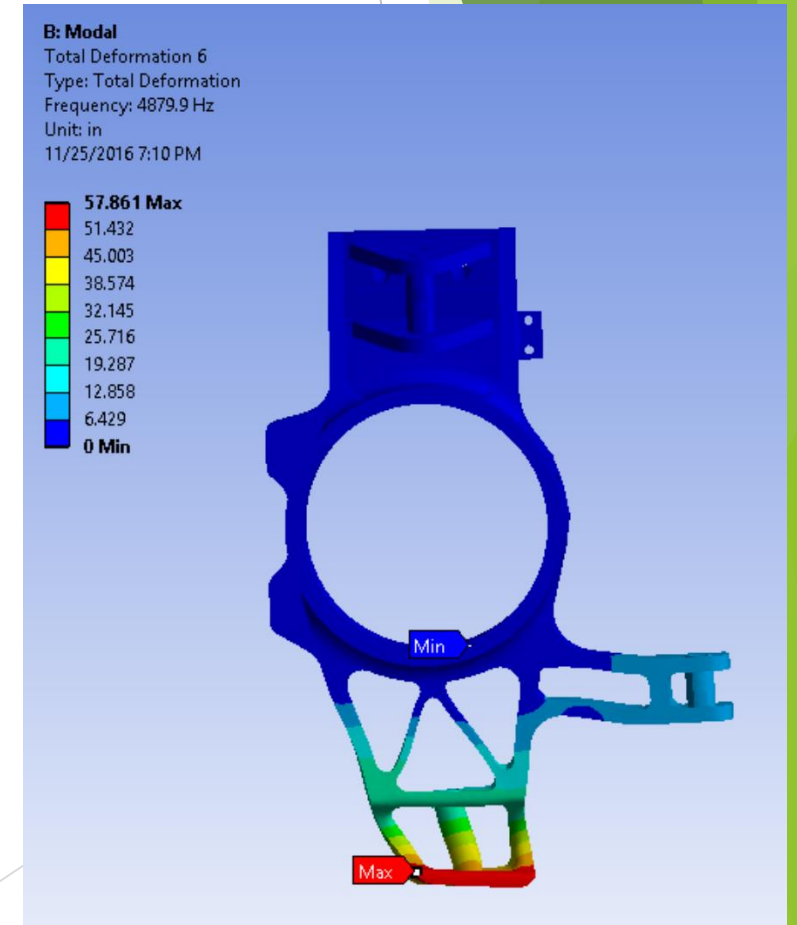 B: Modal
Total Deformation 6
Type: Total Deformation
Frequency: 4879.9 Hz
Unit: in
11/25/2016 7:10 PM
57.861 Max
51.432
45.003
38.574
32.145
25.716
19.287
12.858
6.429
0 Min
Min
Max